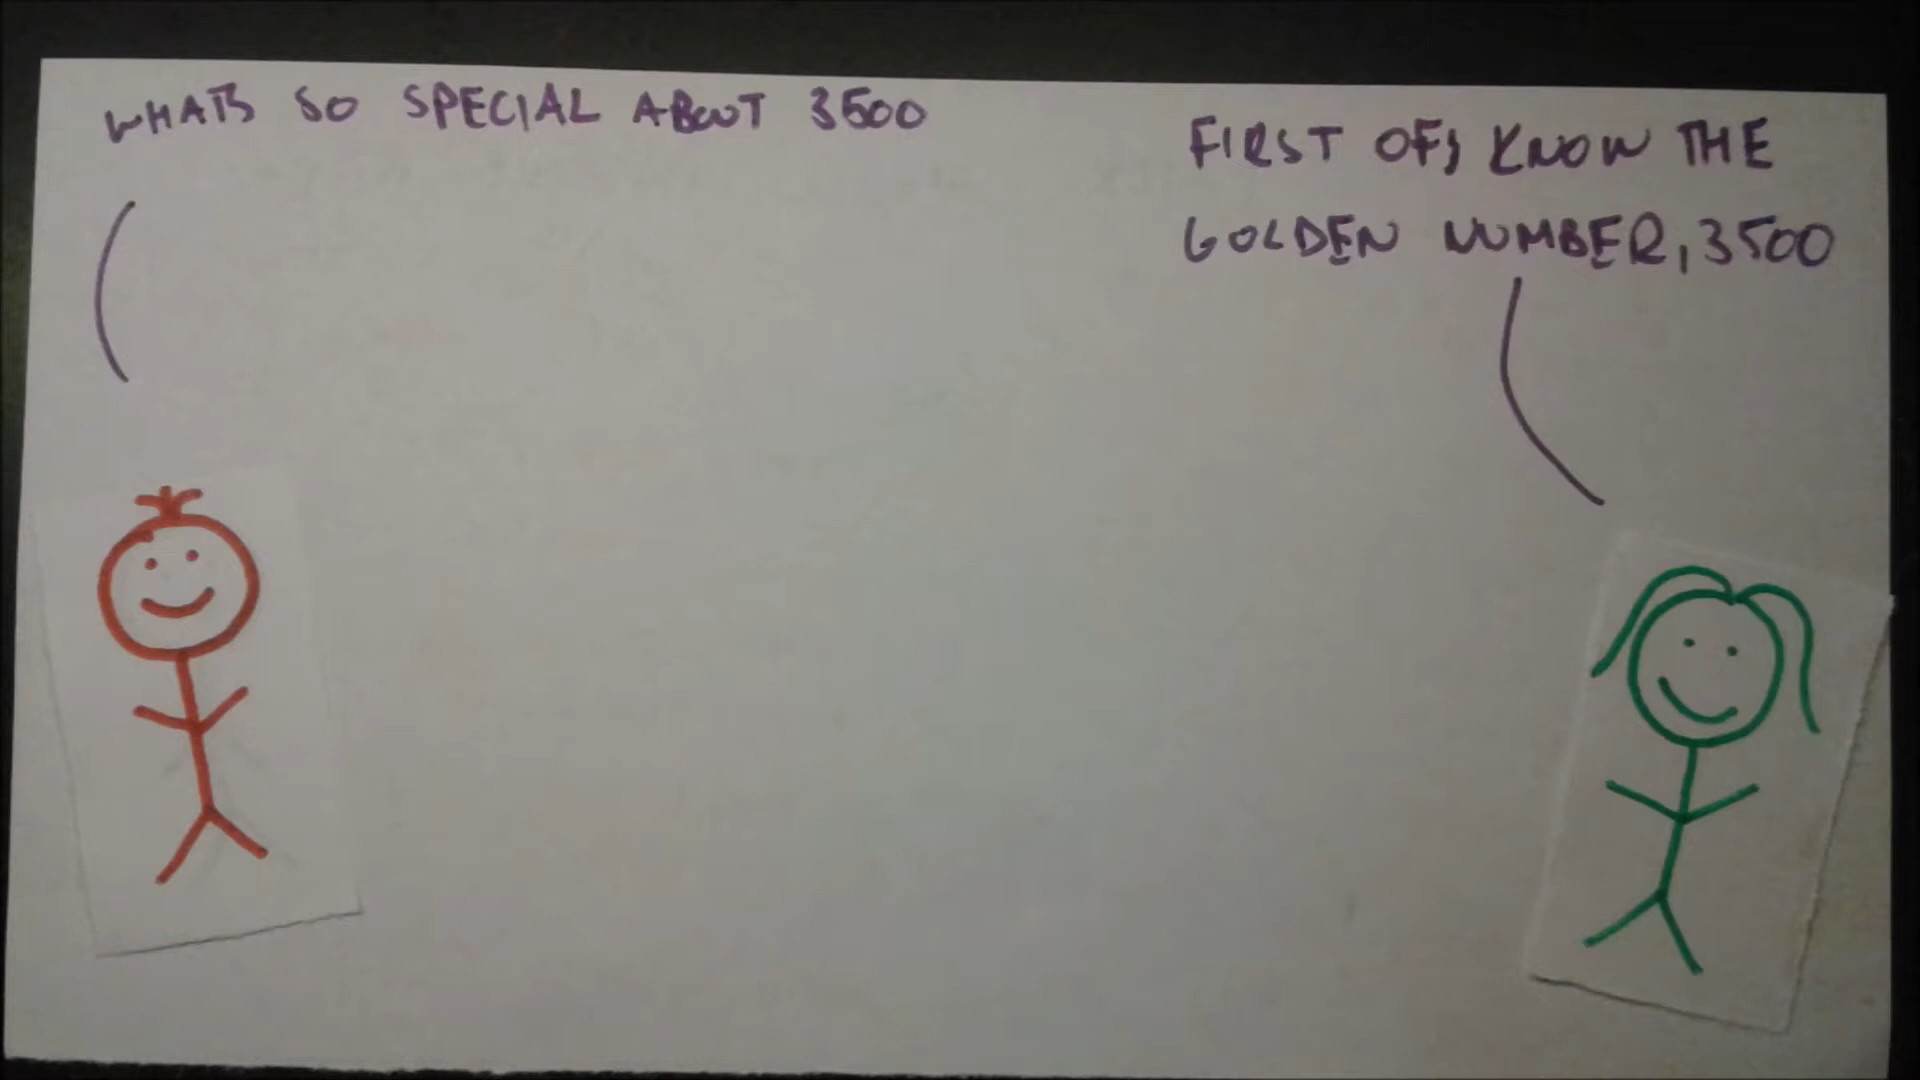 WHATS SO SPECIAL ABOUT 3500
FIRST OF, KNOW THE
GOLDEN NUMBER, 3500